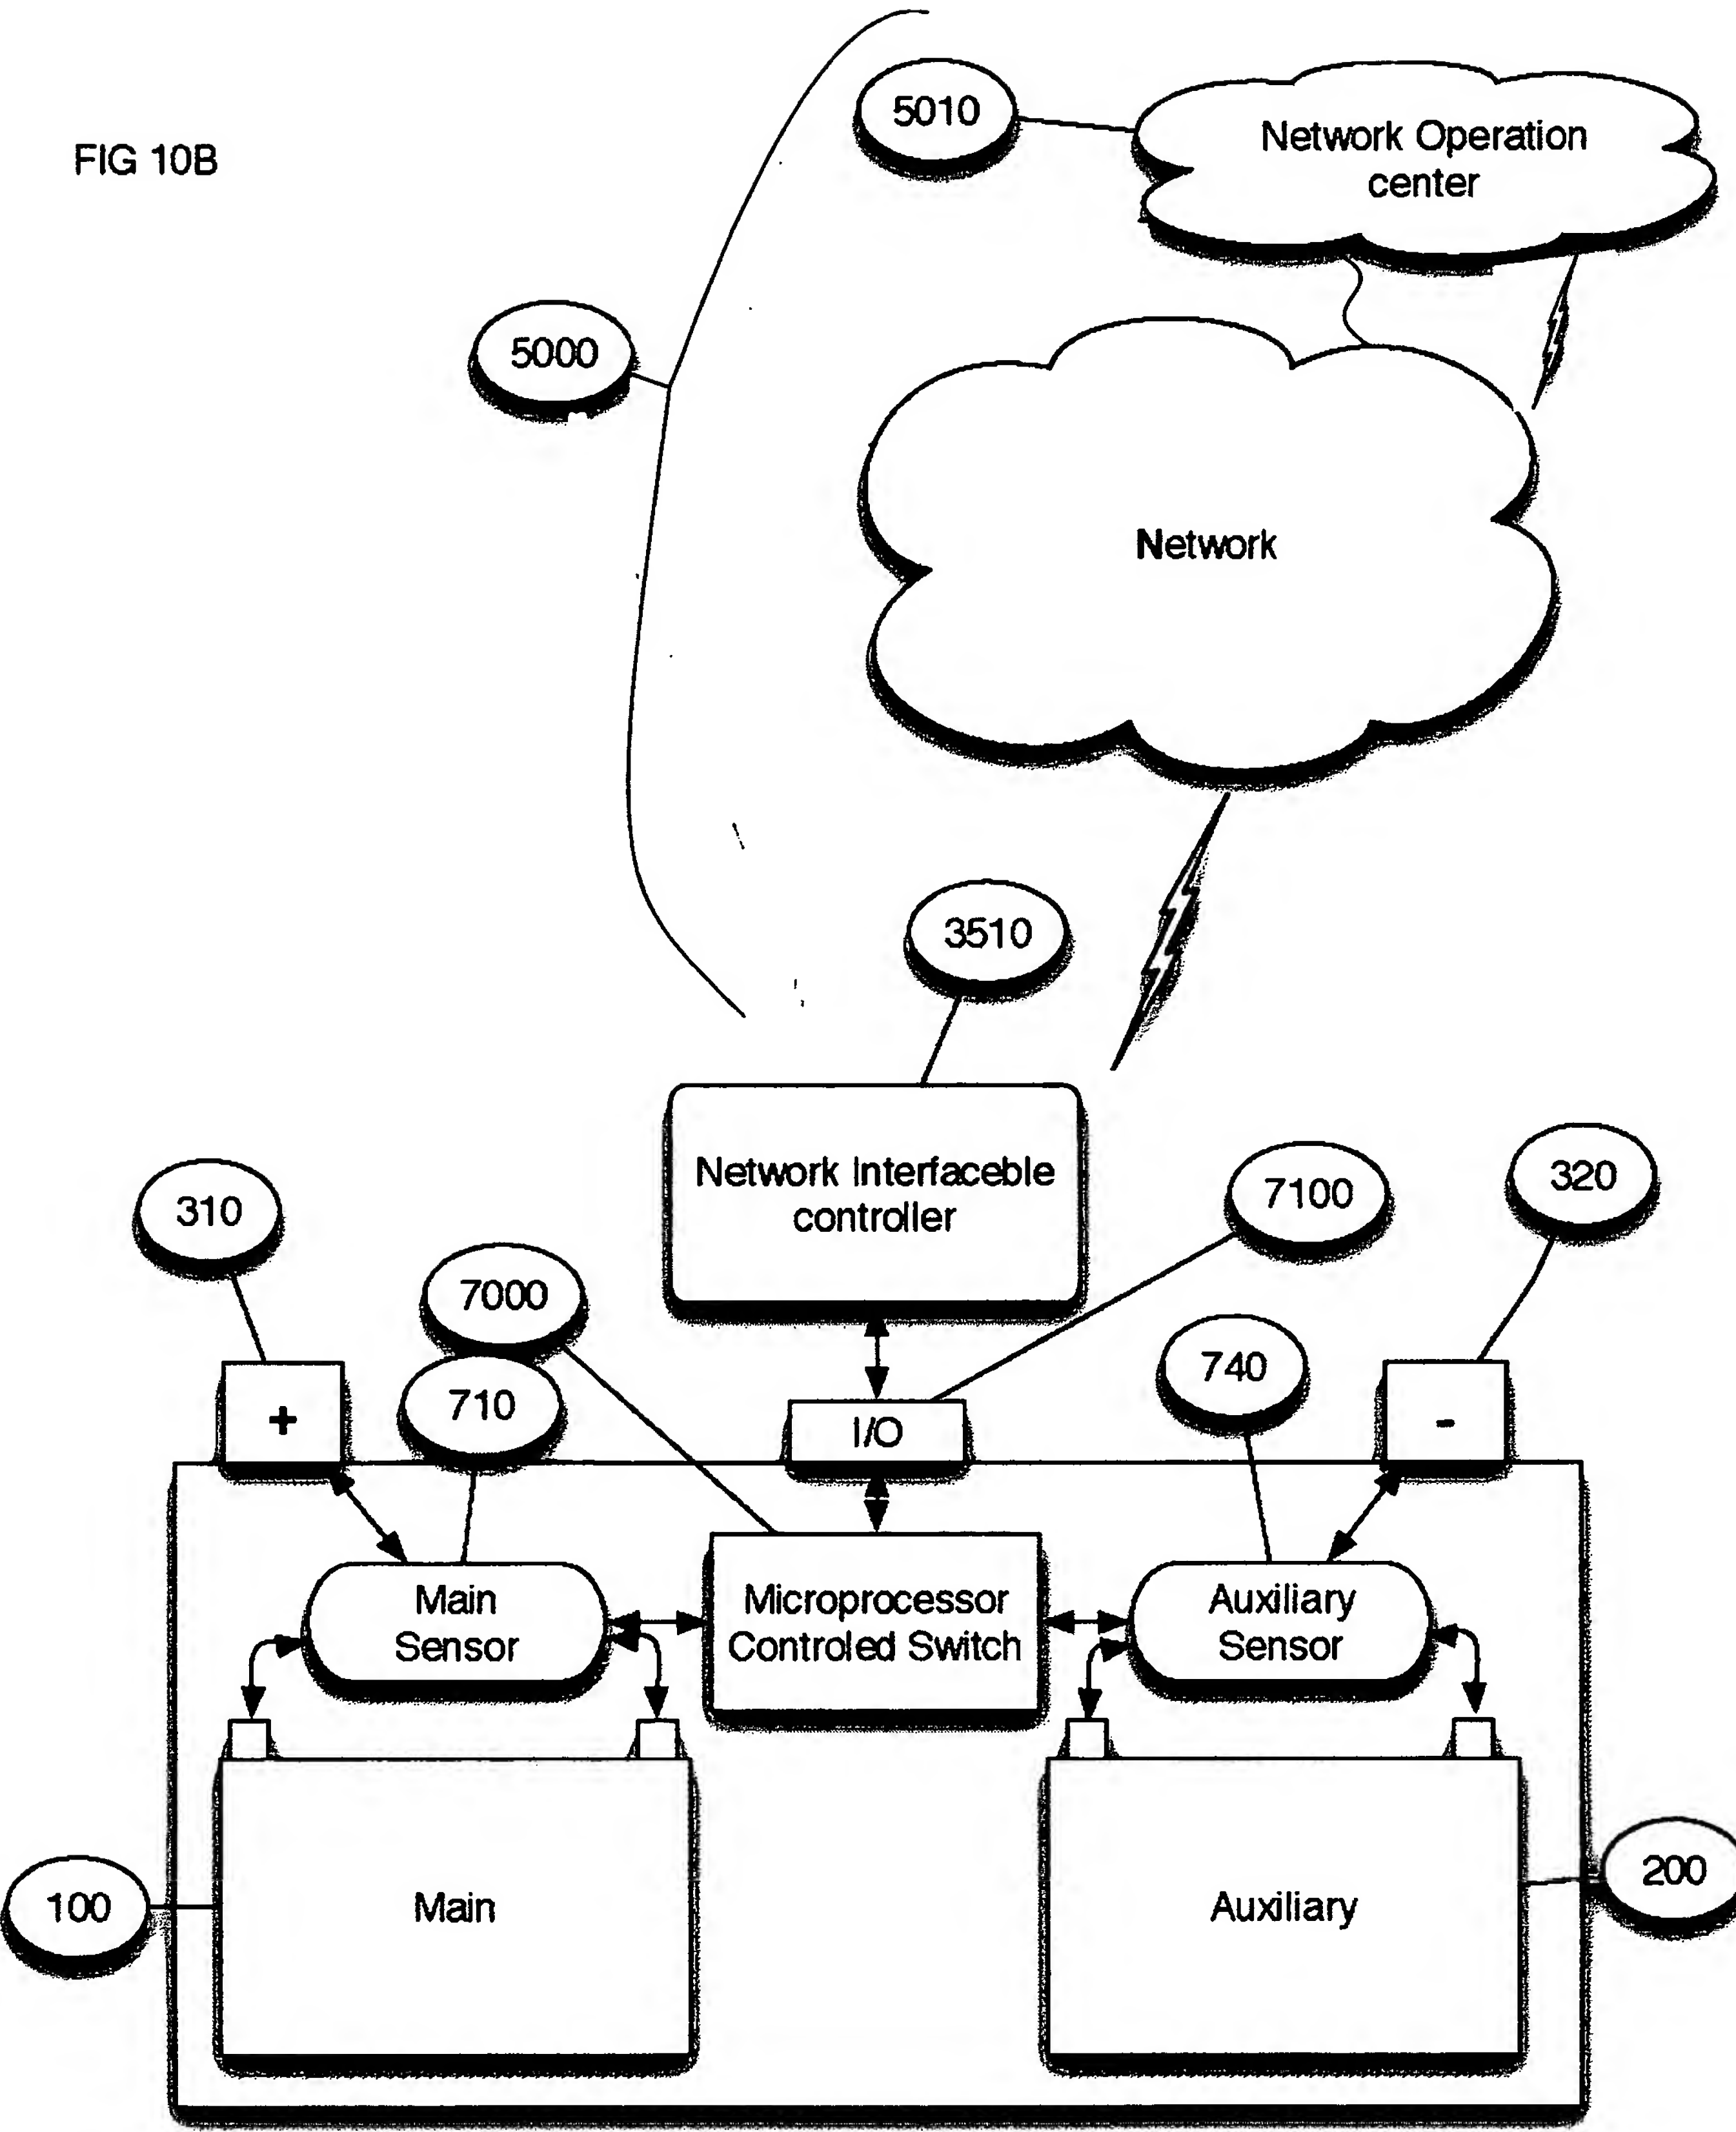 FIG 10B
5010
Network Operation
center
5000
Network
3510
Network Interfaceble
controller
310
7100
320
7000
710
740
+
I/O
-
Main
Sensor
Microprocessor
Controled Switch
Auxiliary
Sensor
100
Main
Auxiliary
200